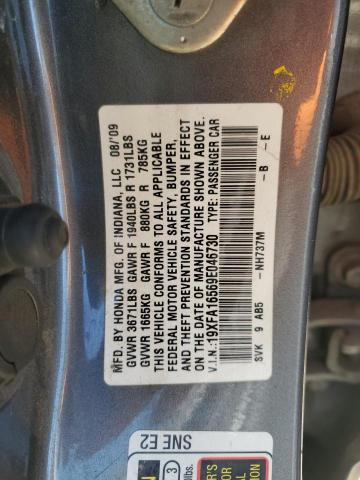 MFD. BY HONDA MFG. OF INDIANA, LLC 08/'09
GVWR 3671LBS GAWR F 1940LBS R 1731LBS
GVWR 1665KG GAWR F 880KG R 785KG
THIS VEHICLE CONFORMS TO ALL APPLICABLE
FEDERAL MOTOR VEHICLE SAFETY, BUMPER,
AND THEFT PREVENTION STANDARDS IN EFFECT
ON THE DATE OF MANUFACTURE SHOWN ABOVE.
V.I.N.:19XFA16569E046730 TYPE: PASSENGER CAR
SVK 9 AB5 -NH737M -B -E
SNE E2
3
lbs.